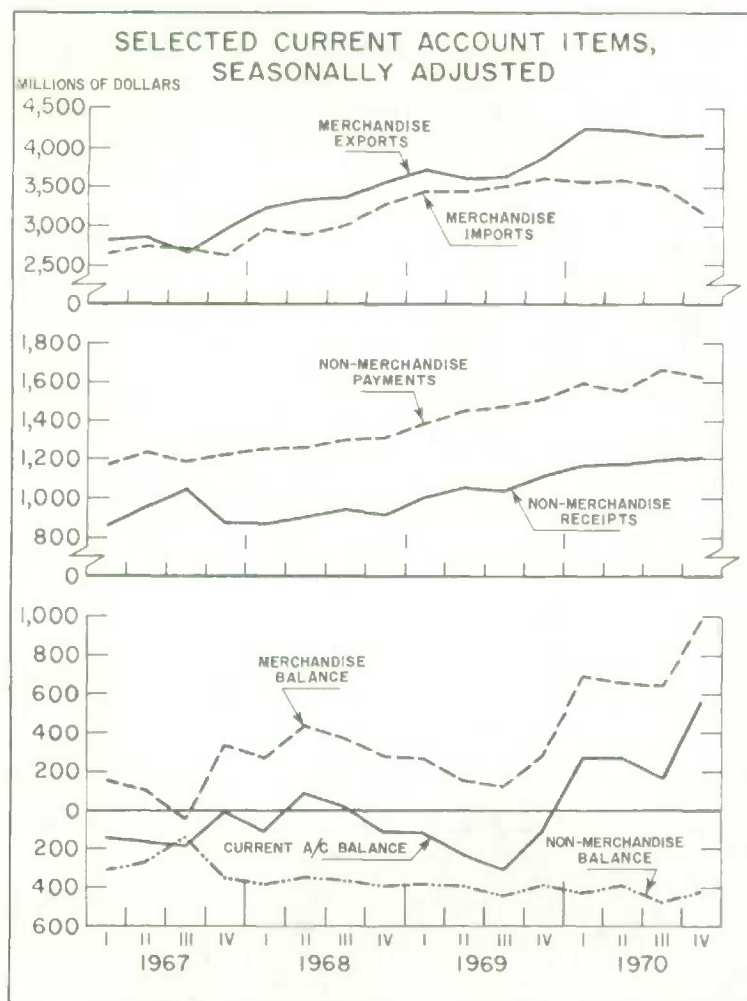 SELECTED CURRENT ACCOUNT ITEMS,
SEASONALLY ADJUSTED
MILLIONS OF DOLLARS
4,500
4,000
3,500
3,000
2,500
0
MERCHANDISE
EXPORTS
MERCHANDISE
IMPORTS
1,800
1,600
1,400
1,200
1,000
800
0
NON-MERCHANDISE
PAYMENTS
NON-MERCHANDISE
RECEIPTS
1,000
800
600
400
200
0
200
400
600
MERCHANDISE
BALANCE
CURRENT A/C BALANCE
NON-MERCHANDISE
BALANCE
I II III IV I II III IV I II III IV I II III IV
1967 1968 1969 1970